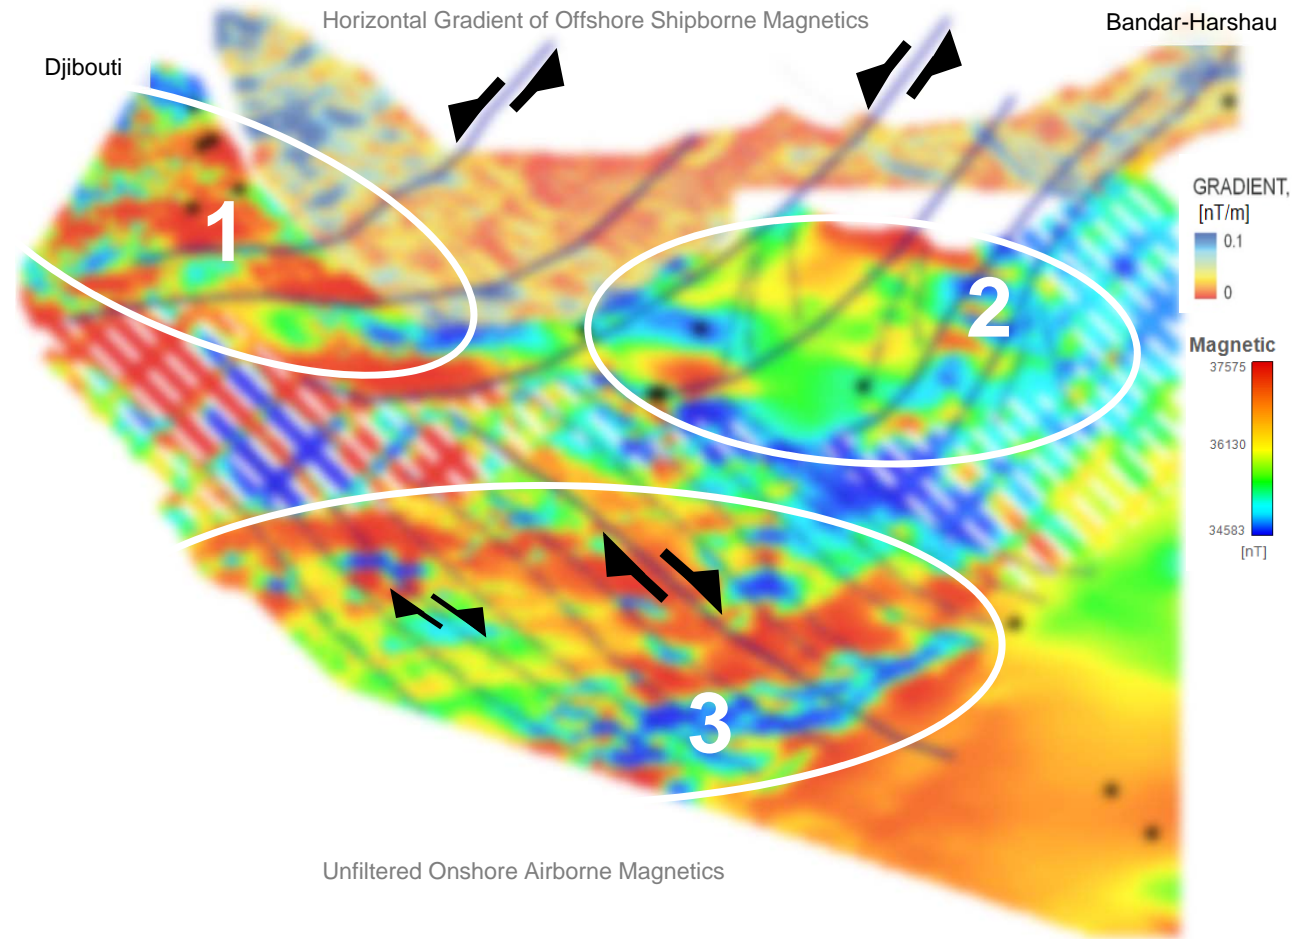 Horizontal Gradient of Offshore Shipborne Magnetics
Bandar-Harshau
Djibouti
GRADIENT,
[nT/m]
0.1
0
1
2
Magnetic
37575
36130
34583
[nT]
3
Unfiltered Onshore Airborne Magnetics